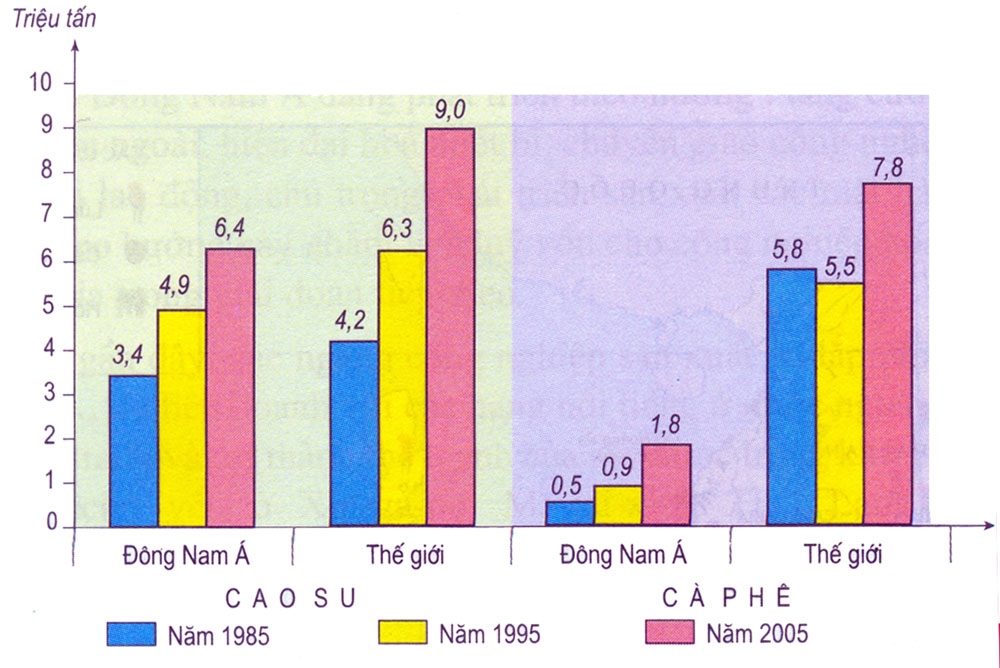 Triệu tấn
10
9
8
7
6
5
4
3
2
1
0
3,4
4,9
6,4
4,2
6,3
9,0
0,5
0,9
1,8
5,8
5,5
7,8
Đông Nam Á
Thế giới
Đông Nam Á
Thế giới
CAO SU
CÀ PHÊ
Năm 1985
Năm 1995
Năm 2005